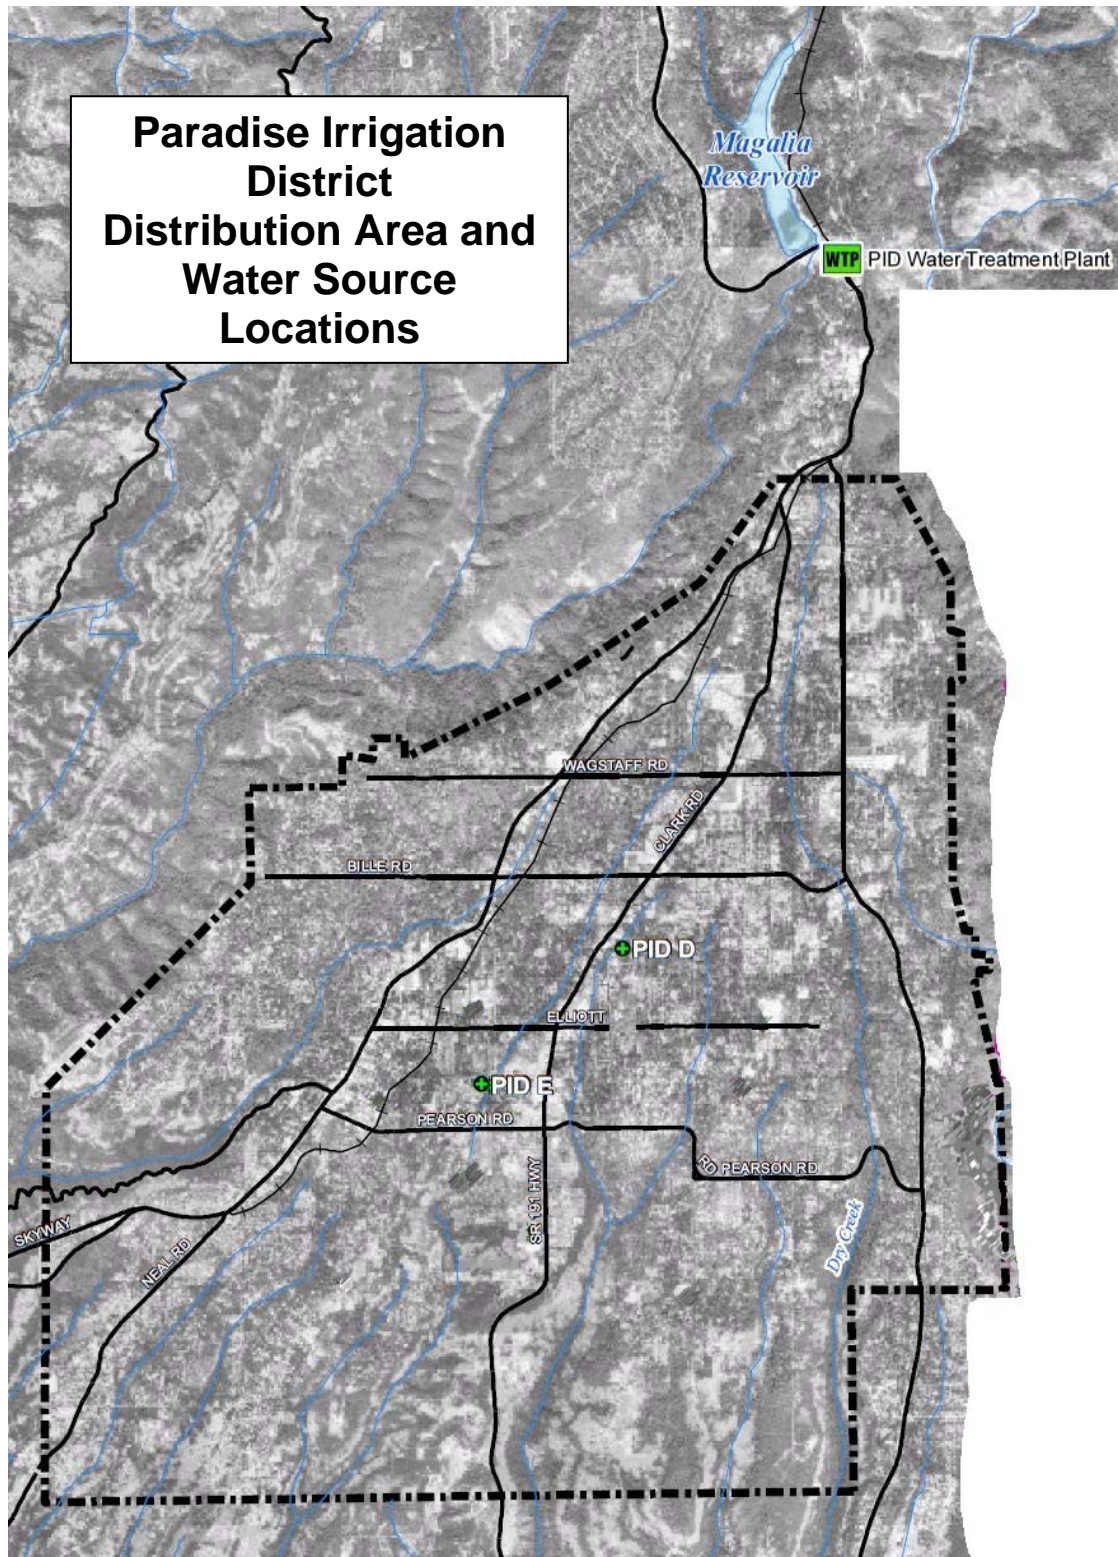 Paradise Irrigation
District
Distribution Area and
Water Source
Locations
Magalia
Reservoir
WTP PID Water Treatment Plant
WAGSTAFF RD
CLARK RD
BILLE RD
PID D
ELLIOTT
PID E
PEARSON RD
RD PEARSON RD
SR 191 HWY
Dry Creek
SKYWAY
NEAL RD